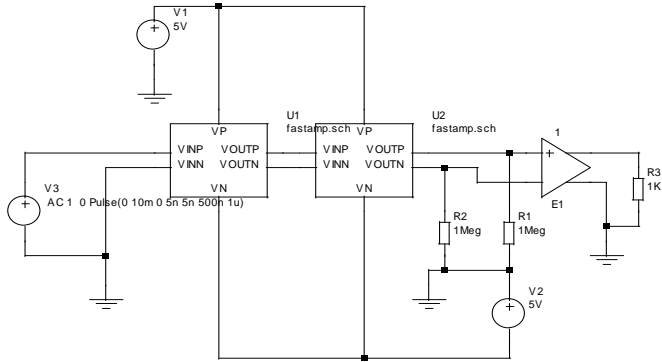 V1
5V
U1
fastamp.sch
U2
fastamp.sch
1
VP
VINP VOUTP
VINN VOUTN
VN
VP
VINP VOUTP
VINN VOUTN
VN
E1
R3
1K
V3
AC 1 0 Pulse(0 10m 0 5n 5n 500n 1u)
R2
1Meg
R1
1Meg
V2
5V